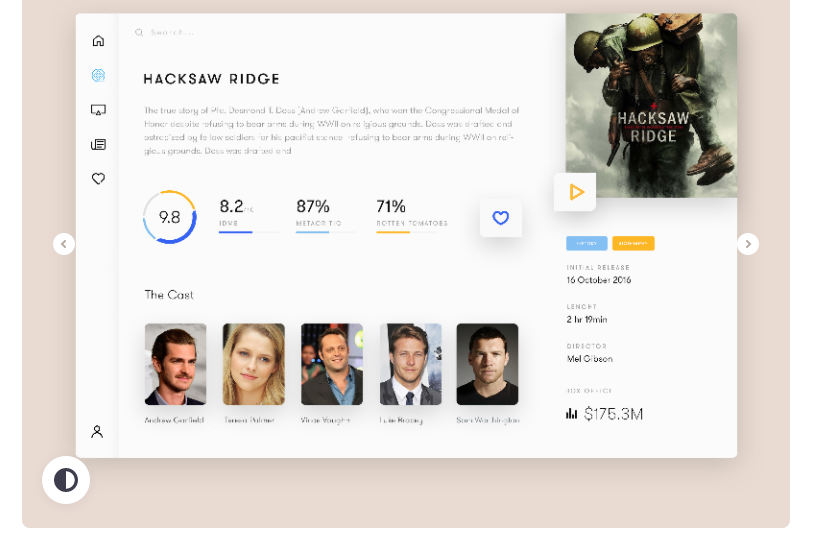 Search...
HACKSAW RIDGE
The true story of Pfc. Desmond T. Doss (Andrew Garfield), who won the Congressional Medal of
Honor despite refusing to bear arms during WWII on religious grounds. Doss was drafted and
ostracized by fellow soldiers for his pacifist stance refusing to bear arms during WWII on reli-
gious grounds. Doss was drafted and
HACKSAW
RIDGE
9.8
8.2
87%
71%
METACRITIC
ROTTEN TOMATOES
HISTORY
INITIAL RELEASE
16 October 2016
LENGHT
2 hr 19min
DIRECTOR
Mel Gibson
BOX OFFICE
$175.3M
The Cast
Andrew Garfield
Teresa Palmer
Vince Vaughn
Luke Bracey
Sam Worthington